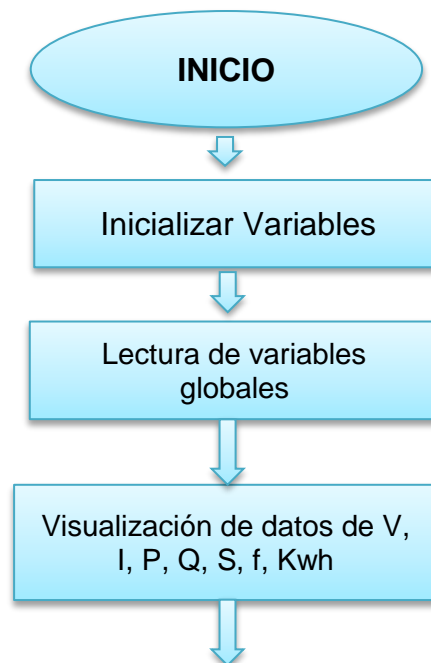 INICIO
Inicializar Variables
Lectura de variables
globales
Visualización de datos de V,
I, P, Q, S, f, Kwh